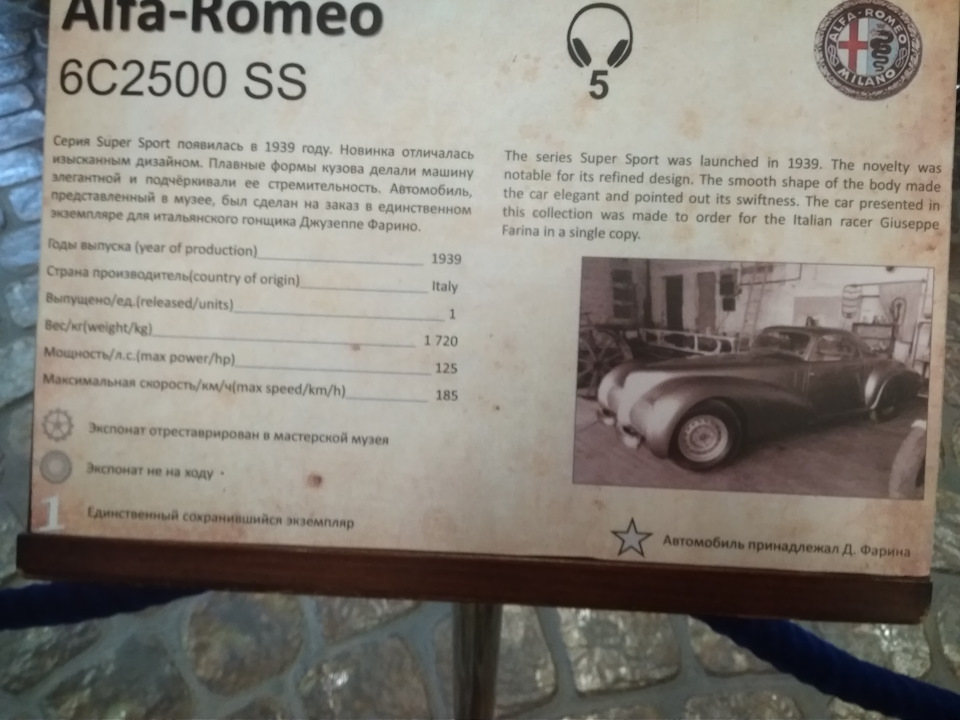 Alfa-Romeo
6C2500 SS
5
ALFA-ROMEO
MILANO
Серия Super Sport появилась в 1939 году. Новинка отличалась
изысканным дизайном. Плавные формы кузова делали машину
элегантной и подчёркивали ее стремительность. Автомобиль,
представленный в музее, был сделан на заказ в единственном
экземпляре для итальянского гонщика Джузеппе Фарино.
The series Super Sport was launched in 1939. The novelty was
notable for its refined design. The smooth shape of the body made
the car elegant and pointed out its swiftness. The car presented in
this collection was made to order for the Italian racer Giuseppe
Farina in a single copy.
Годы выпуска (year of production) 1939
Страна производитель(country of origin) Italy
Выпущено/ед.(released/units) 1
Вес/кг(weight/kg) 1 720
Мощность/л.с.(max power/hp) 125
Максимальная скорость/км/ч(max speed/km/h) 185
Экспонат отреставрирован в мастерской музея
Экспонат не на ходу
1 Единственный сохранившийся экземпляр
Автомобиль принадлежал Д. Фарина